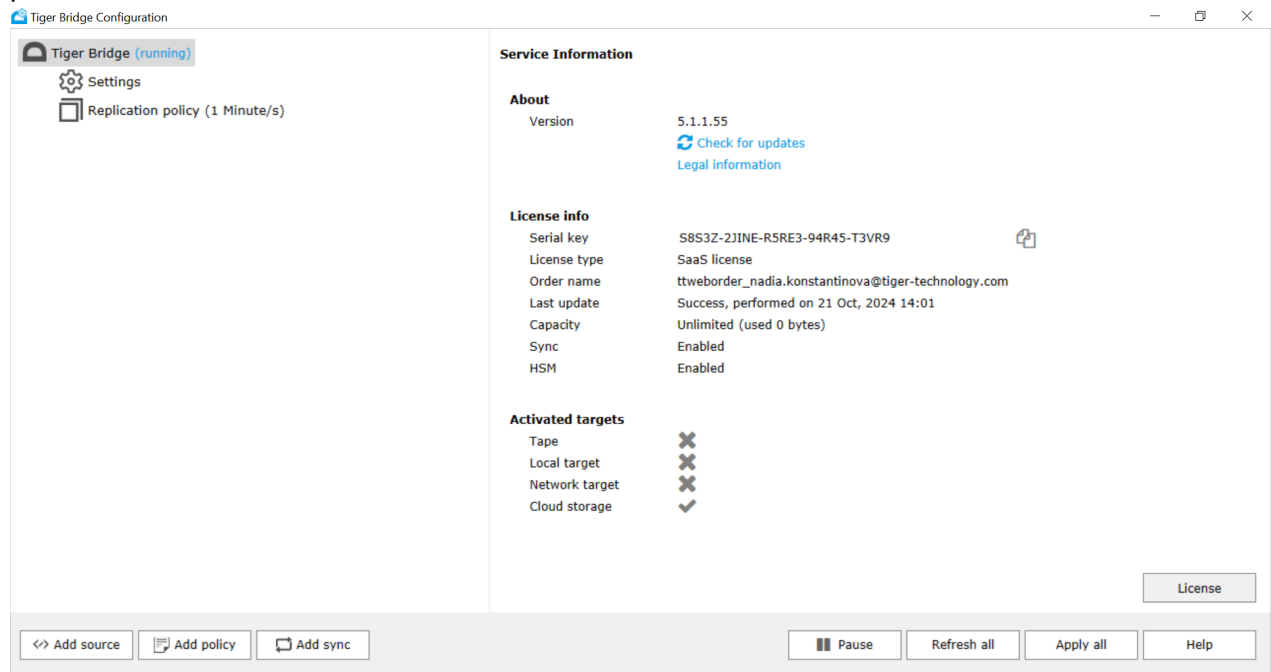 Tiger Bridge Configuration
Tiger Bridge (running)
Settings
Replication policy (1 Minute/s)
Service Information
About
Version 5.1.1.55
Check for updates
Legal information
License info
Serial key S8S3Z-2JINE-R5RE3-94R45-T3VR9
License type SaaS license
Order name ttweborder_nadia.konstantinova@tiger-technology.com
Last update Success, performed on 21 Oct, 2024 14:01
Capacity Unlimited (used 0 bytes)
Sync Enabled
HSM Enabled
Activated targets
Tape
Local target
Network target
Cloud storage
License
Add source Add policy Add sync Pause Refresh all Apply all Help